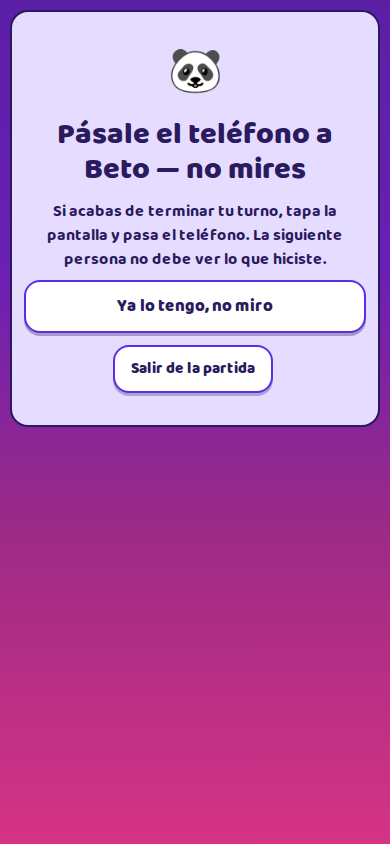 Pásale el teléfono a
Beto — no mires
Si acabas de terminar tu turno, tapa la
pantalla y pasa el teléfono. La siguiente
persona no debe ver lo que hiciste.
Ya lo tengo, no miro
Salir de la partida